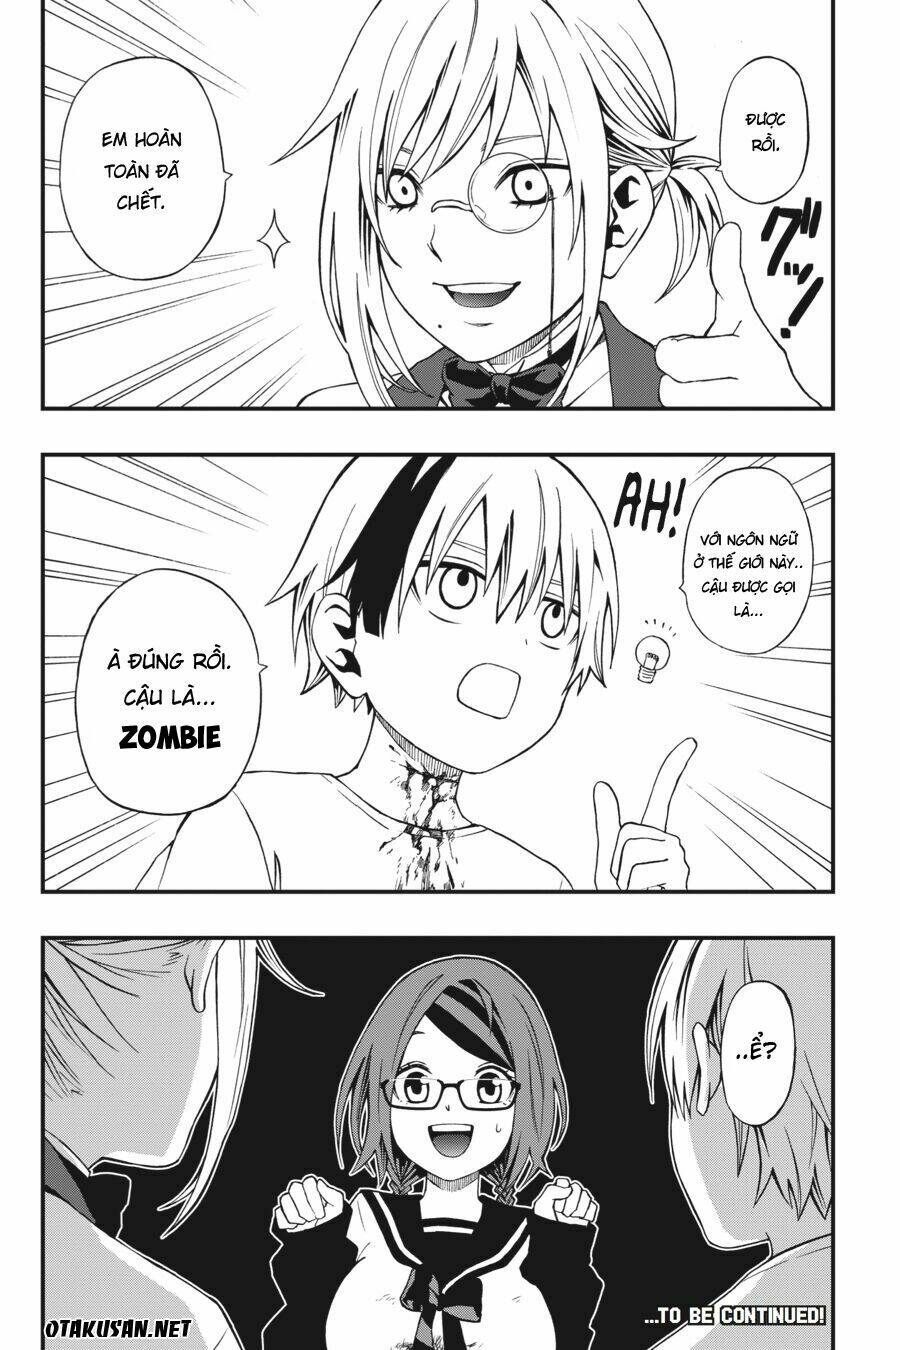 ĐƯỢC
RỒI.
グッ!
EM HOÀN
TOÀN ĐÃ
CHẾT.
VỚI NGÔN NGỮ
Ở THẾ GIỚI NÀY..
CẬU ĐƯỢC GỌI
LÀ...
AH!
À ĐÚNG RỒI.
CẬU LÀ...
ZOMBIE
..Ể?
...TO BE CONTINUED!
OTAKUSAN.NET